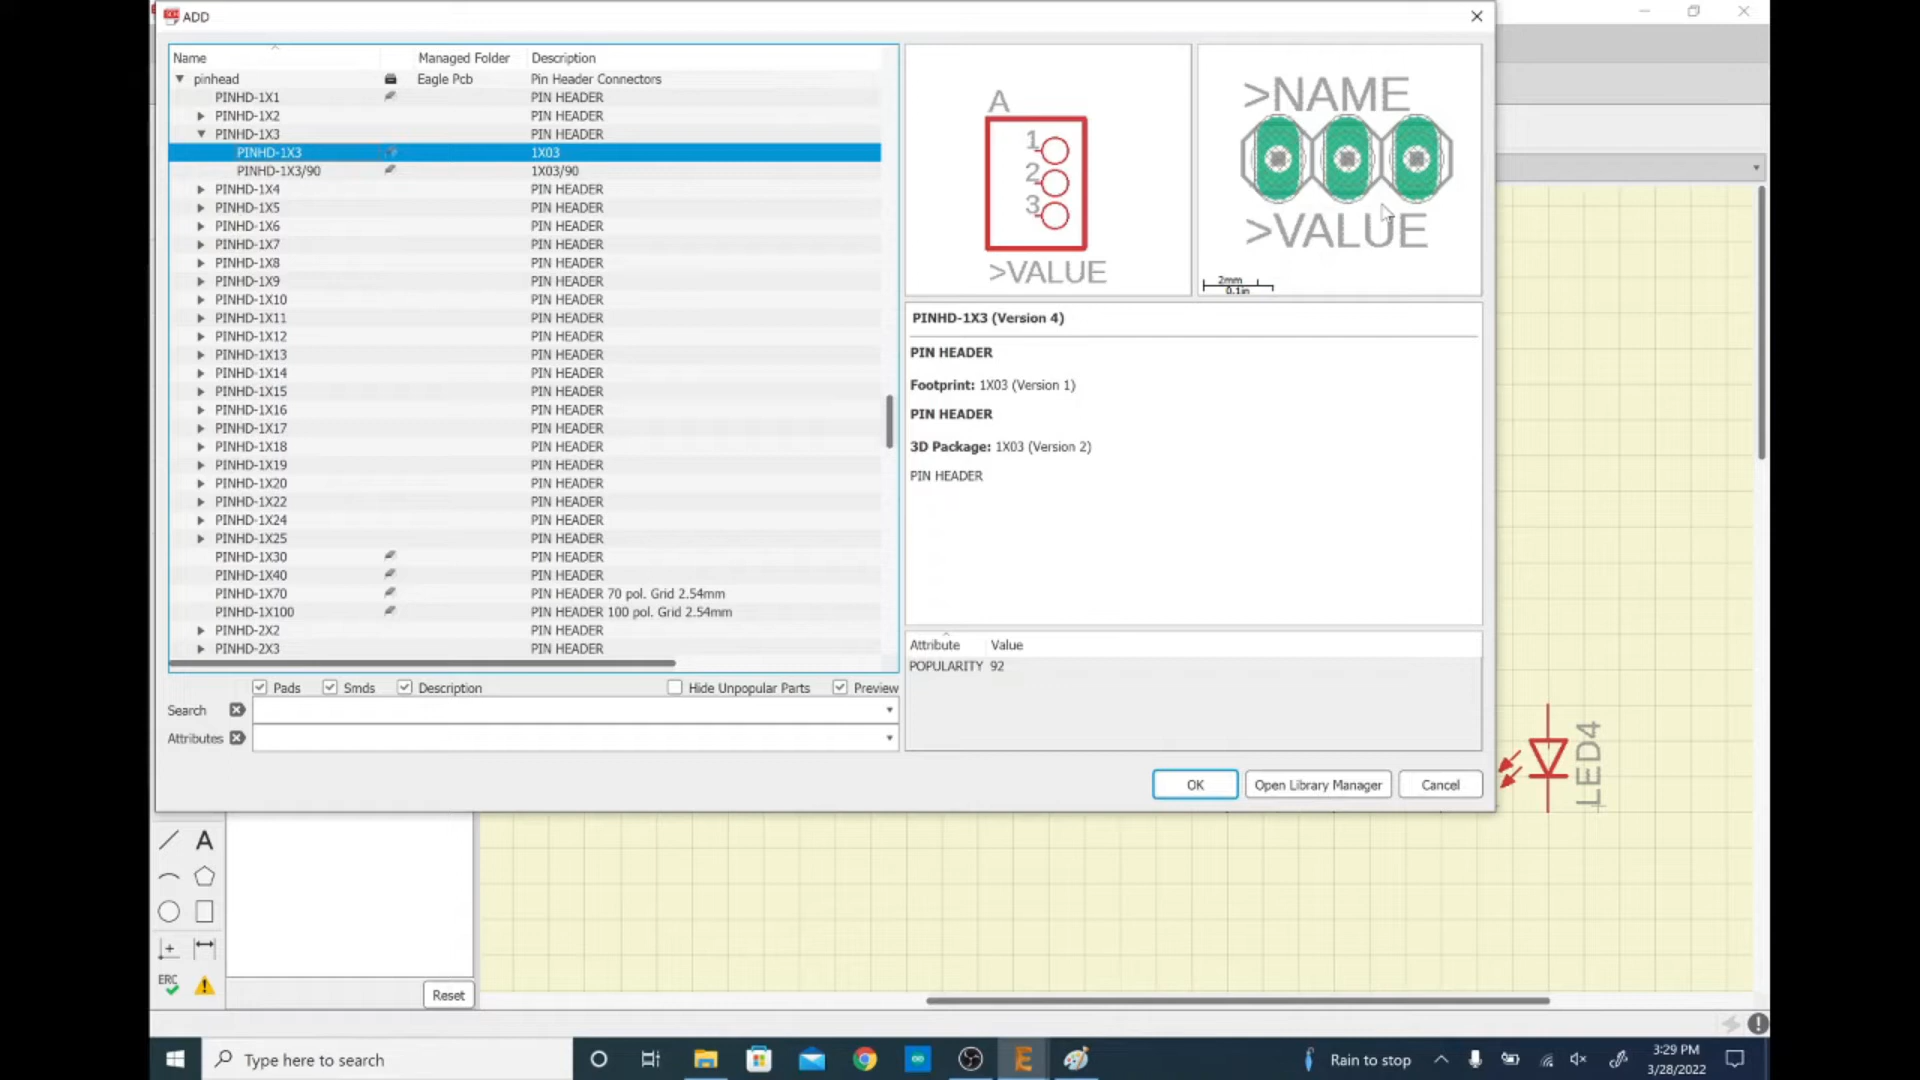 ADD
Name Managed Folder Description
pinhead Eagle Pcb Pin Header Connectors
PINHD-1X1 PIN HEADER
PINHD-1X2 PIN HEADER
PINHD-1X3 PIN HEADER
PINHD-1X3 1X03
PINHD-1X3/90 1X03/90
PINHD-1X4 PIN HEADER
PINHD-1X5 PIN HEADER
PINHD-1X6 PIN HEADER
PINHD-1X7 PIN HEADER
PINHD-1X8 PIN HEADER
PINHD-1X9 PIN HEADER
PINHD-1X10 PIN HEADER
PINHD-1X11 PIN HEADER
PINHD-1X12 PIN HEADER
PINHD-1X13 PIN HEADER
PINHD-1X14 PIN HEADER
PINHD-1X15 PIN HEADER
PINHD-1X16 PIN HEADER
PINHD-1X17 PIN HEADER
PINHD-1X18 PIN HEADER
PINHD-1X19 PIN HEADER
PINHD-1X20 PIN HEADER
PINHD-1X22 PIN HEADER
PINHD-1X24 PIN HEADER
PINHD-1X25 PIN HEADER
PINHD-1X30 PIN HEADER
PINHD-1X40 PIN HEADER
PINHD-1X70 PIN HEADER 70 pol. Grid 2.54mm
PINHD-1X100 PIN HEADER 100 pol. Grid 2.54mm
PINHD-2X2 PIN HEADER
PINHD-2X3 PIN HEADER
Pads Smds Description Hide Unpopular Parts Preview
Search
Attributes
A
1
2
3
>VALUE
>NAME
>VALUE
2mm
0.1in
PINHD-1X3 (Version 4)
PIN HEADER
Footprint: 1X03 (Version 1)
PIN HEADER
3D Package: 1X03 (Version 2)
PIN HEADER
Attribute Value
POPULARITY 92
OK Open Library Manager Cancel
LED4
A
ERC
Reset
Type here to search
Rain to stop
3:29 PM
3/28/2022